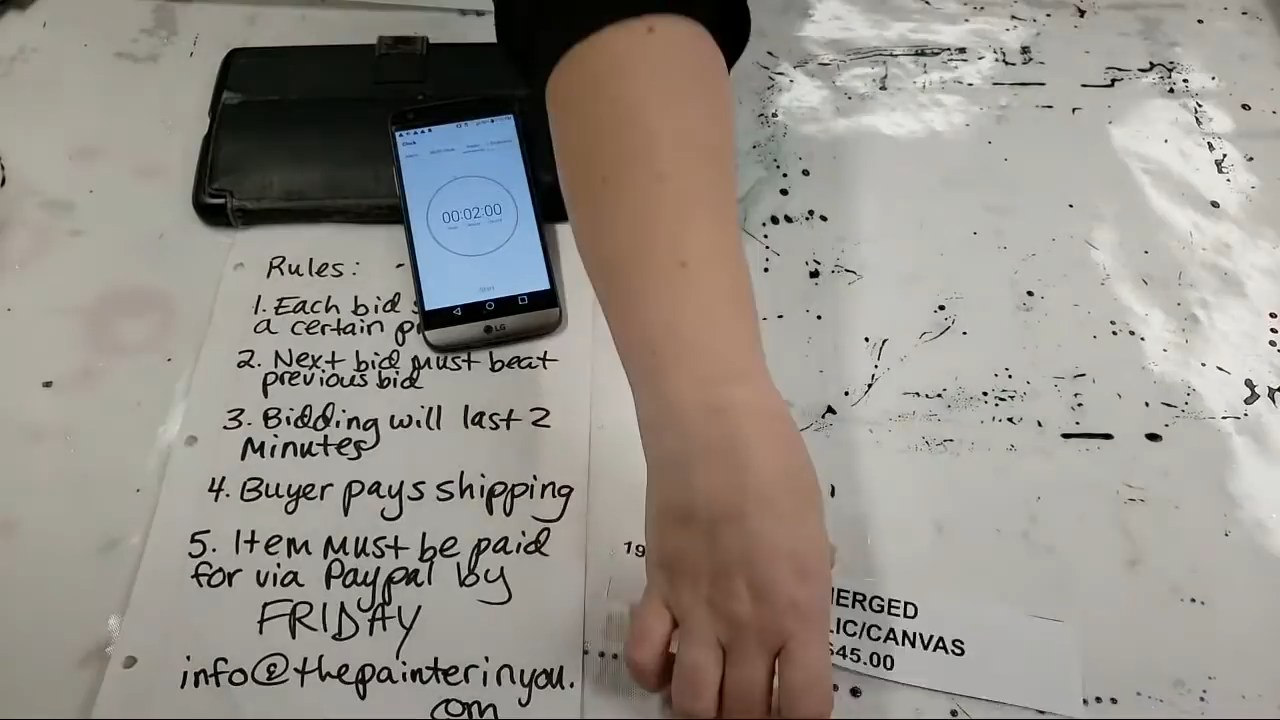 Clock
00:02:00
Start
LG
Rules: -
1. Each bid
a certain
2. Next bid must beat
previous bid
3. Bidding will last 2
Minutes
4. Buyer pays shipping
5. Item must be paid
for via Paypal by
FRIDAY
info@thepainterinyou.
com
19
MERGED
LIC/CANVAS
$45.00